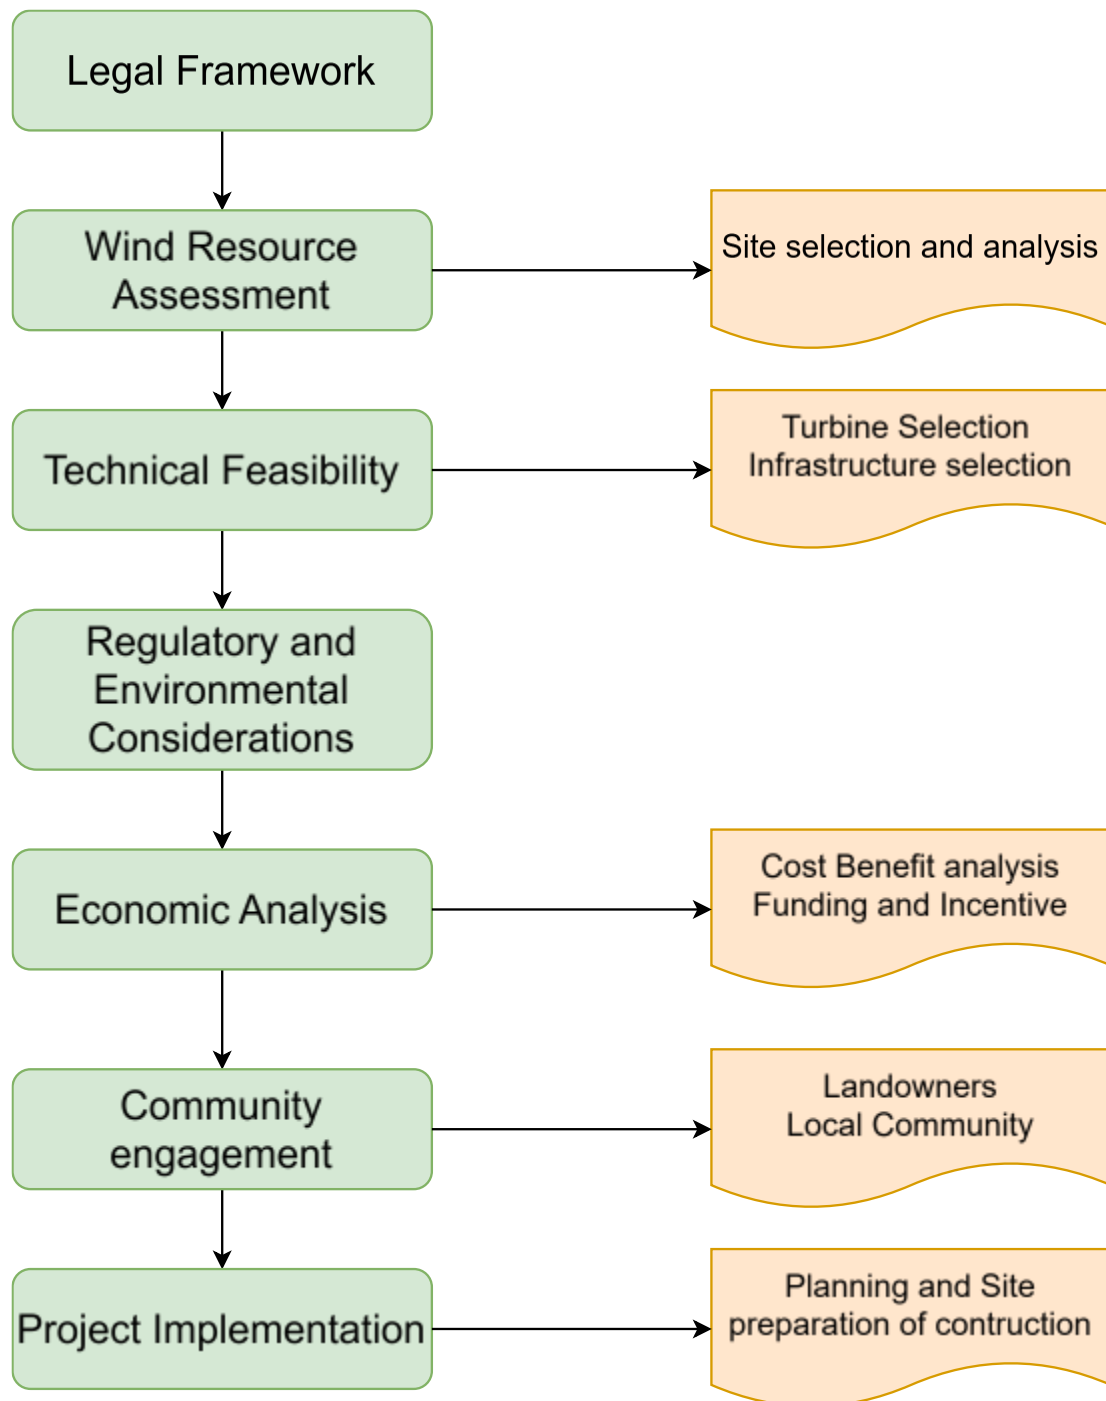 Legal Framework
Wind Resource
Assessment
Site selection and analysis
Technical Feasibility
Turbine Selection
Infrastructure selection
Regulatory and
Environmental
Considerations
Economic Analysis
Cost Benefit analysis
Funding and Incentive
Community
engagement
Landowners
Local Community
Project Implementation
Planning and Site
preparation of contruction